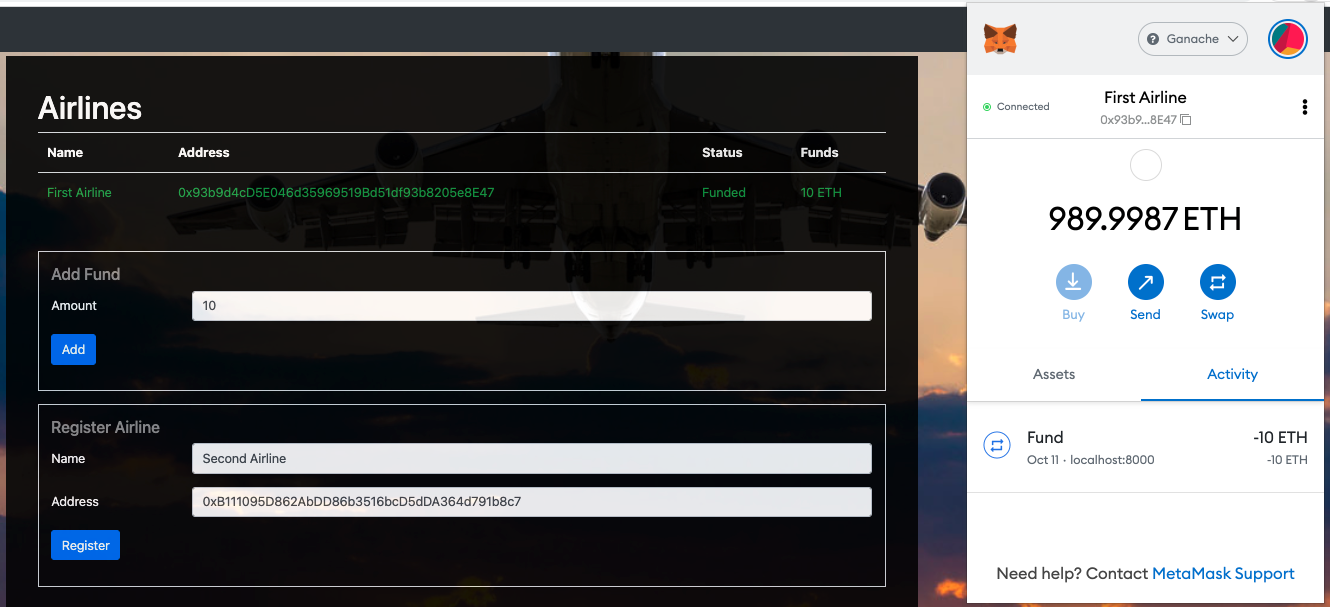 Airlines
Name Address Status Funds
First Airline 0x93b9d4cD5E046d35969519Bd51df93b8205e8E47 Funded 10 ETH
Add Fund
Amount 10
Add
Register Airline
Name Second Airline
Address 0xB111095D862AbDD86b3516bcD5dDA364d791b8c7
Register
Ganache
Connected First Airline
0x93b9...8E47
989.9987 ETH
Buy Send Swap
Assets Activity
Fund -10 ETH
Oct 11 · localhost:8000 -10 ETH
Need help? Contact MetaMask Support